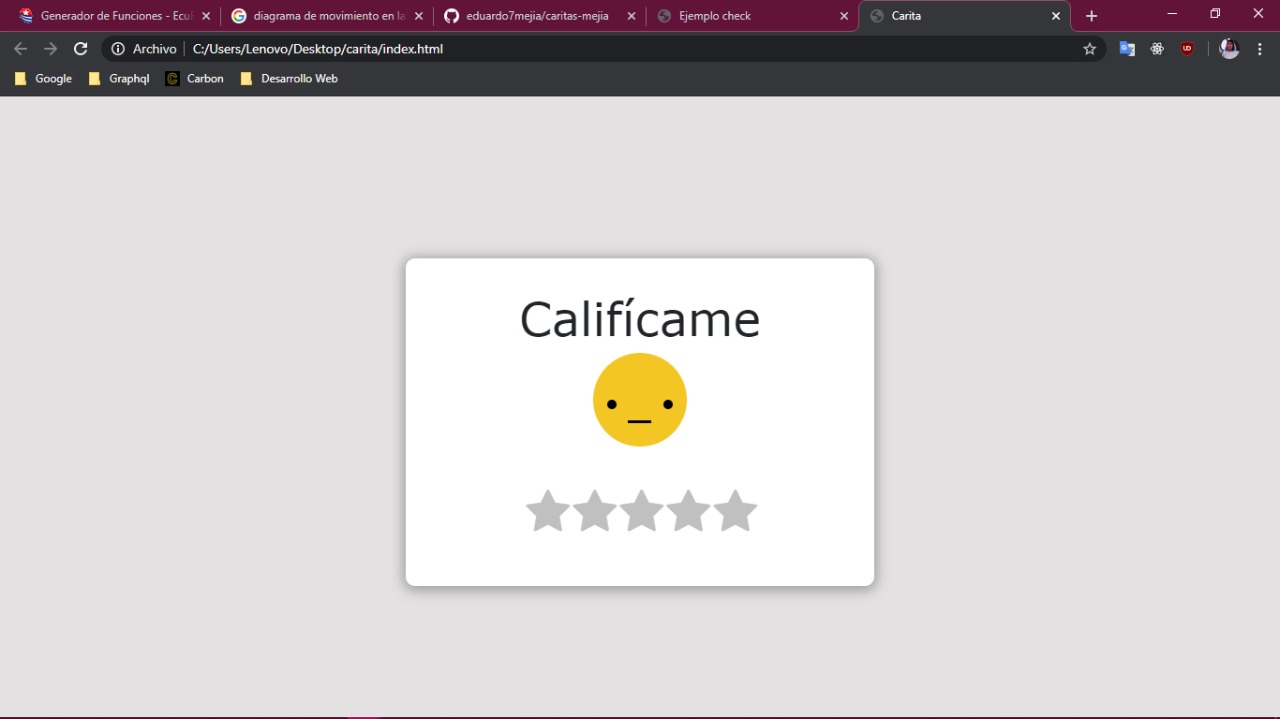 Generador de Funciones - Ecu
diagrama de movimiento en la
eduardo7mejia/caritas-mejia
Ejemplo check
Carita
Archivo
C:/Users/Lenovo/Desktop/carita/index.html
Google
Graphql
Carbon
Desarrollo Web
Califícame